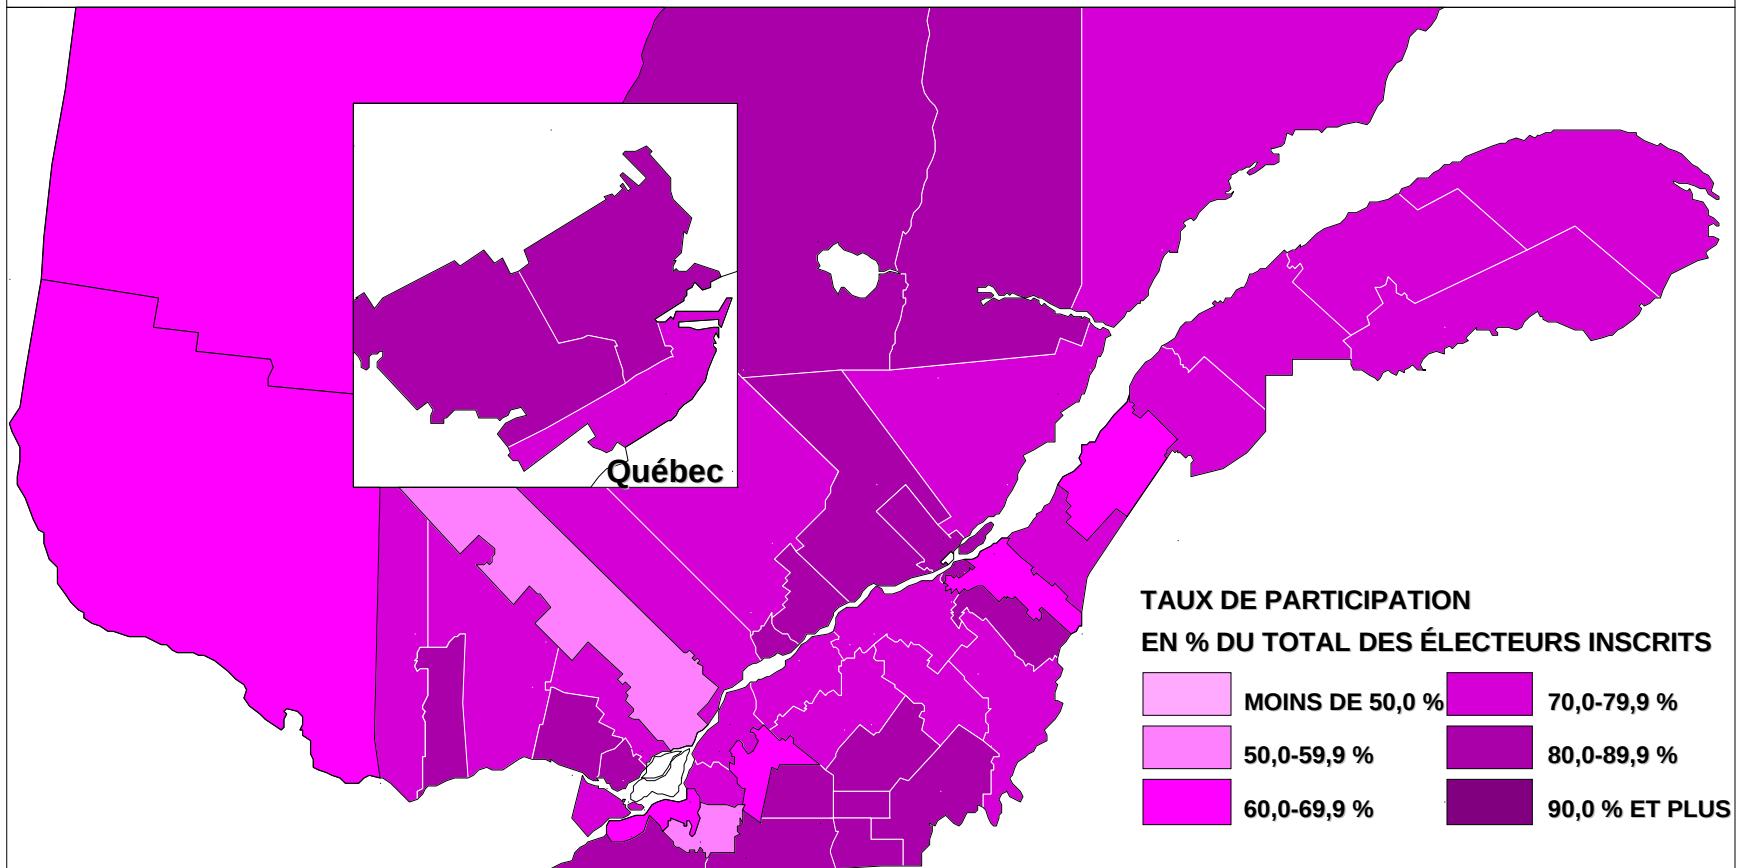 Québec
TAUX DE PARTICIPATION
EN % DU TOTAL DES ÉLECTEURS INSCRITS
MOINS DE 50,0 %
50,0-59,9 %
60,0-69,9 %
70,0-79,9 %
80,0-89,9 %
90,0 % ET PLUS